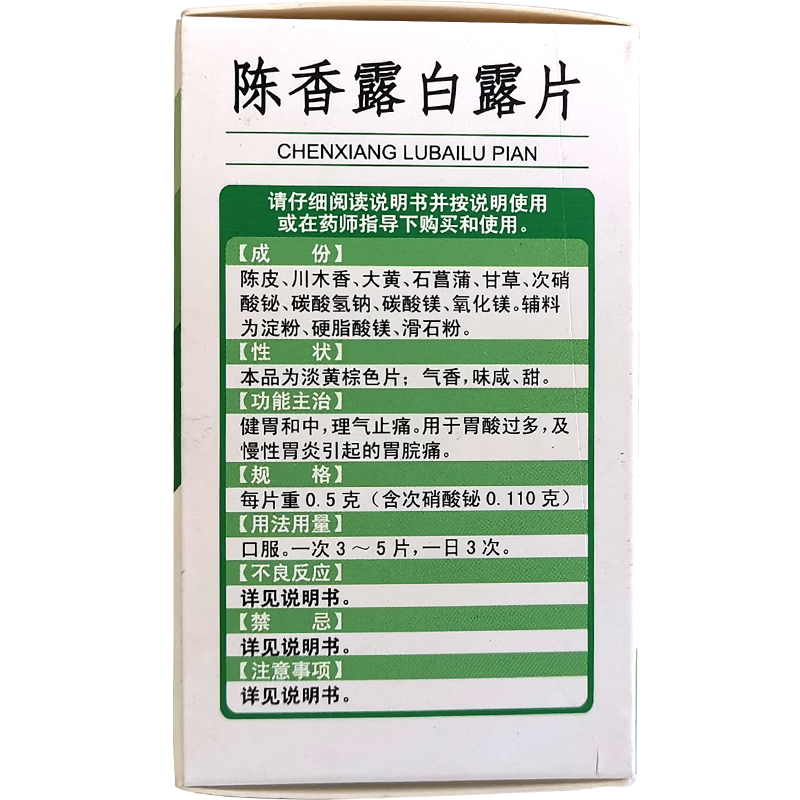 陈香露白露片
CHENXIANG LUBAILU PIAN
请仔细阅读说明书并按说明使用
或在药师指导下购买和使用。
【成　份】
陈皮、川木香、大黄、石菖蒲、甘草、次硝
酸铋、碳酸氢钠、碳酸镁、氧化镁。辅料
为淀粉、硬脂酸镁、滑石粉。
【性　状】
本品为淡黄棕色片；气香，味咸、甜。
【功能主治】
健胃和中，理气止痛。用于胃酸过多，及
慢性胃炎引起的胃脘痛。
【规　格】
每片重0.5克（含次硝酸铋0.110克）
【用法用量】
口服。一次3～5片，一日3次。
【不良反应】
详见说明书。
【禁　忌】
详见说明书。
【注意事项】
详见说明书。